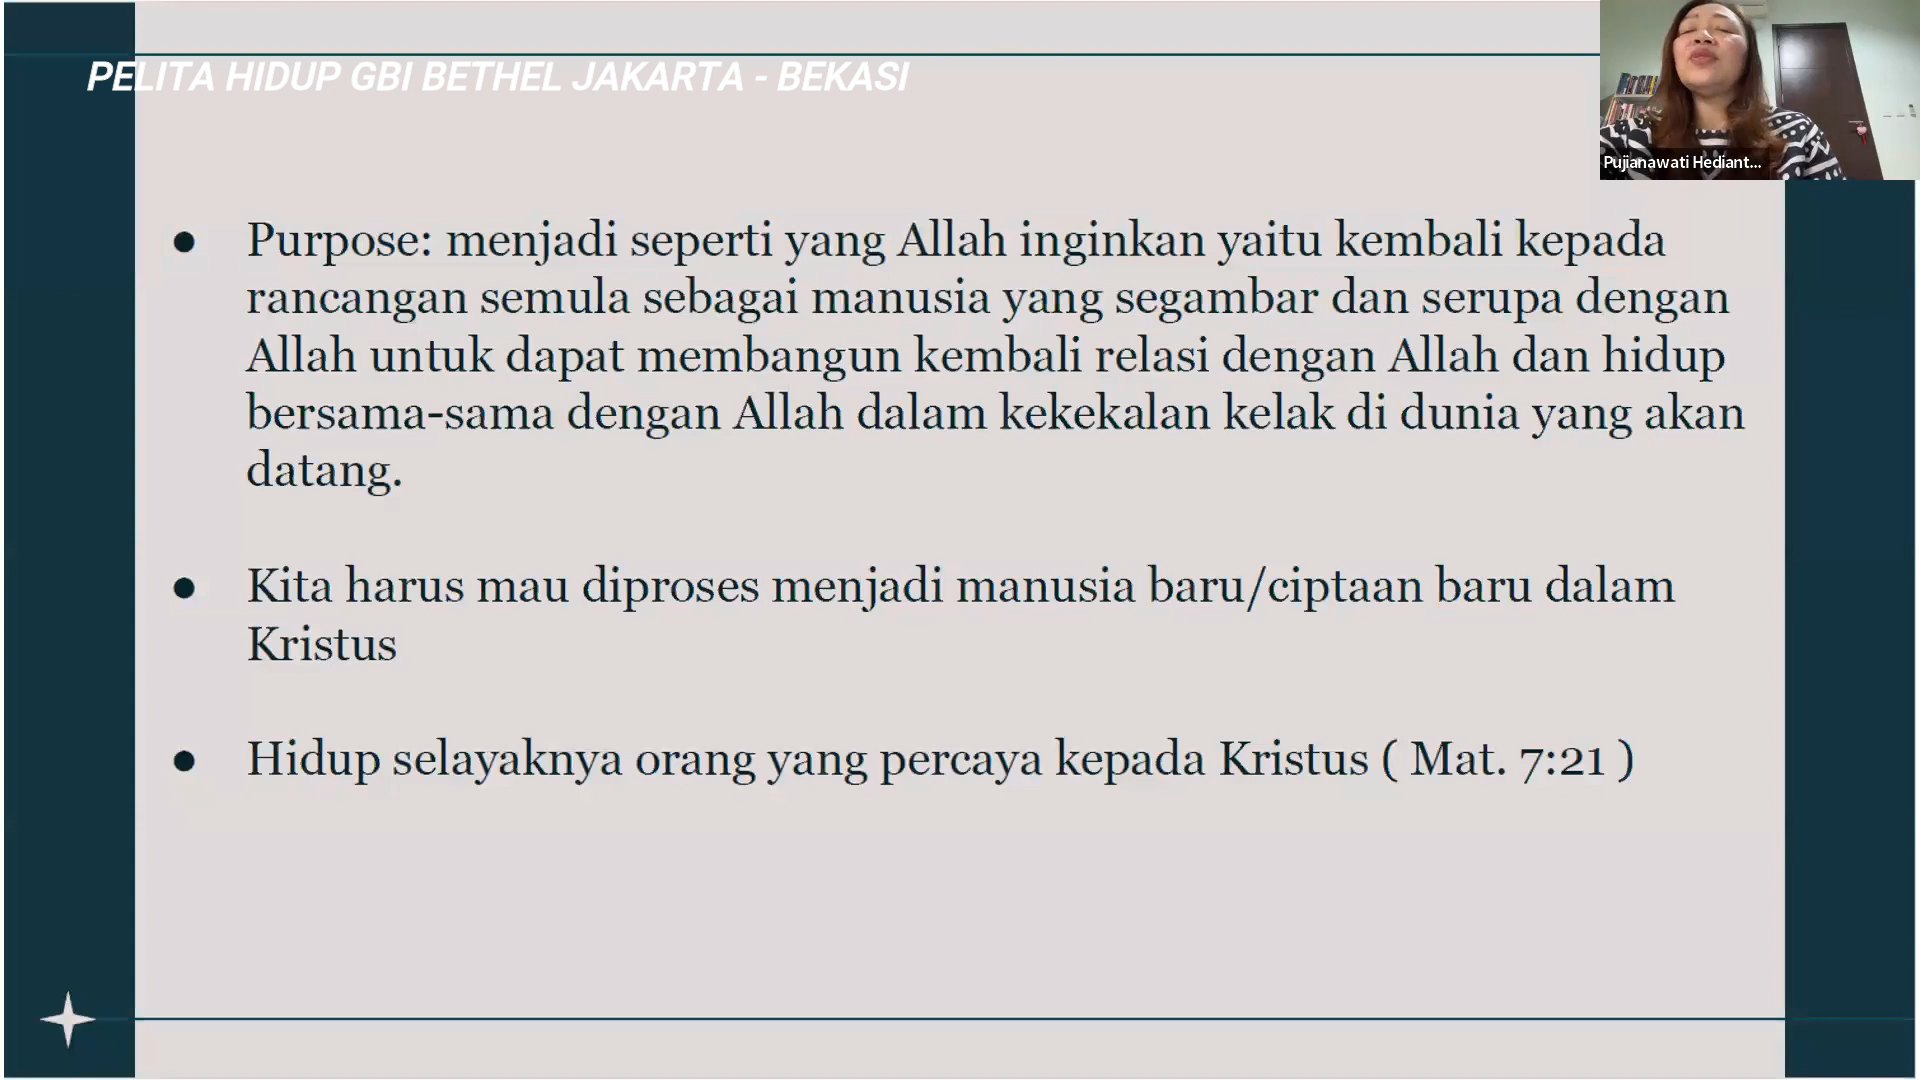 PELITA HIDUP GBI BETHEL JAKARTA - BEKASI
Pujianawati Hediant...
● Purpose: menjadi seperti yang Allah inginkan yaitu kembali kepada
rancangan semula sebagai manusia yang segambar dan serupa dengan
Allah untuk dapat membangun kembali relasi dengan Allah dan hidup
bersama-sama dengan Allah dalam kekekalan kelak di dunia yang akan
datang.
● Kita harus mau diproses menjadi manusia baru/ciptaan baru dalam
Kristus
● Hidup selayaknya orang yang percaya kepada Kristus ( Mat. 7:21 )